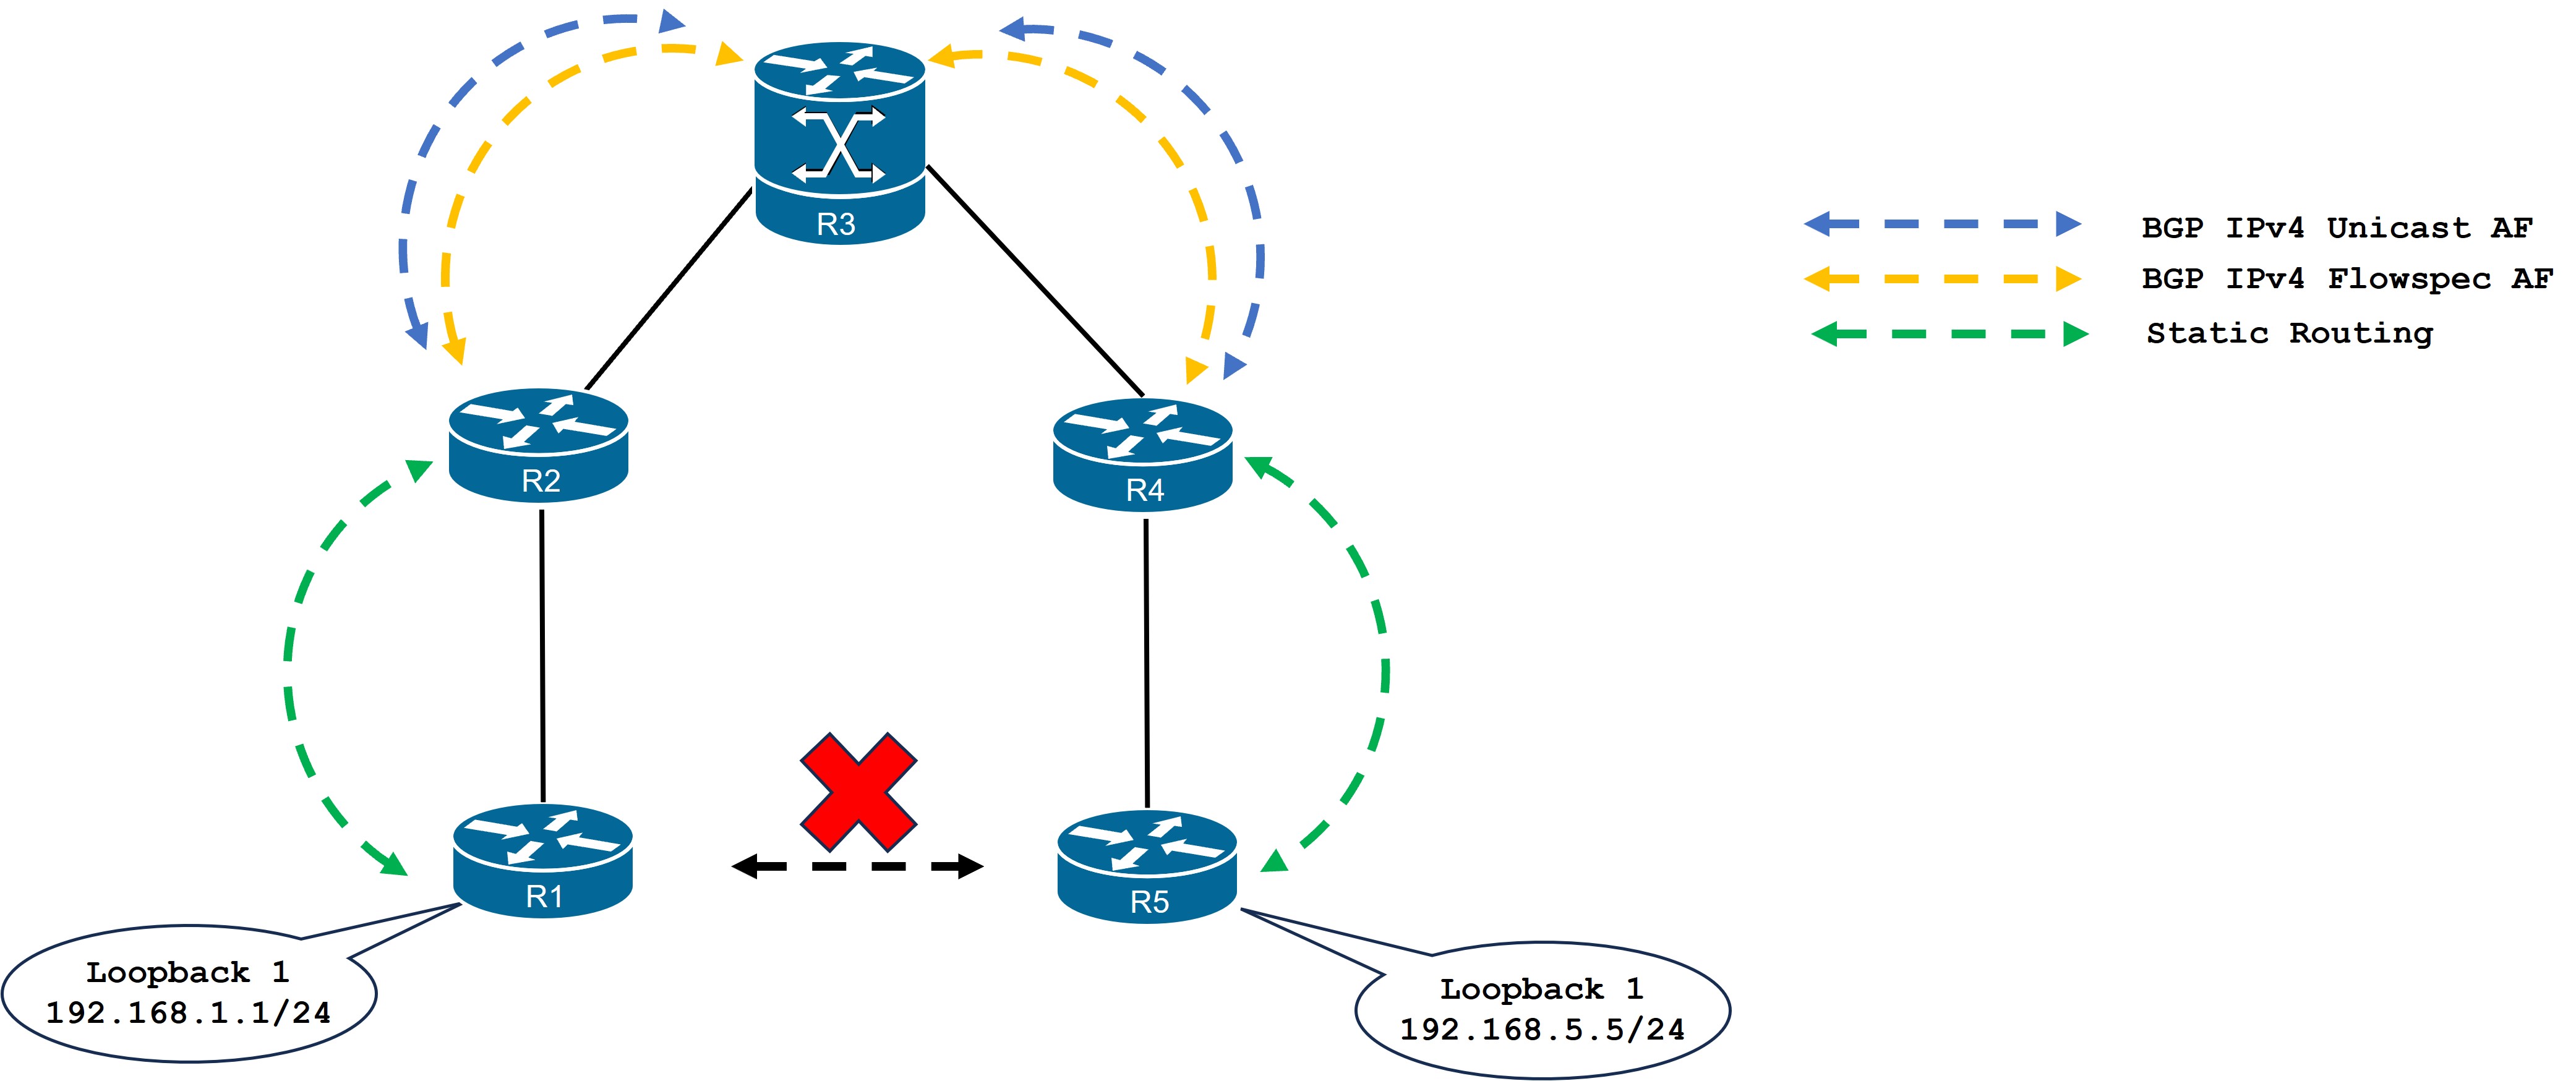 R3
BGP IPv4 Unicast AF
BGP IPv4 Flowspec AF
Static Routing
R2
R4
R1
R5
Loopback 1
192.168.1.1/24
Loopback 1
192.168.5.5/24